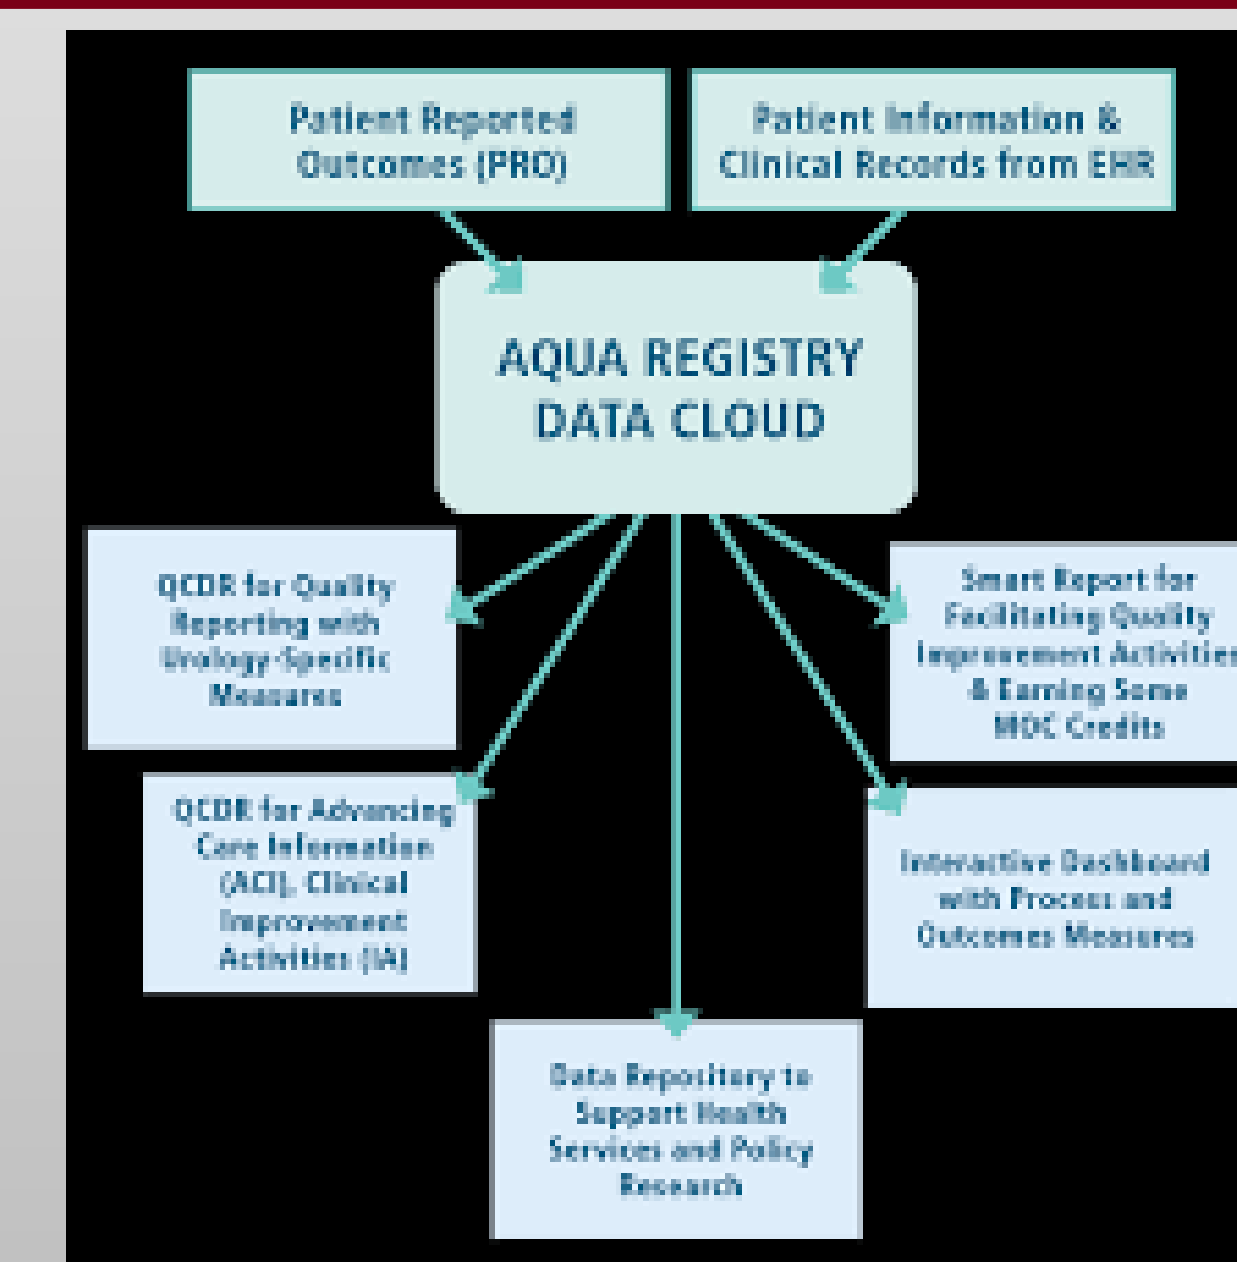 Patient Reported
Outcomes (PRO)
Patient Information &
Clinical Records from EHR
AQUA REGISTRY
DATA CLOUD
QCDR for Quality
Reporting with
Urology-Specific
Measures
Smart Report for
Facilitating Quality
Improvement Activities
& Earning Some
MOC Credits
QCDR for Advancing
Care Information
(ACI), Clinical
Improvement
Activities (IA)
Interactive Dashboard
with Process and
Outcomes Measures
Data Repository to
Support Health
Services and Policy
Research